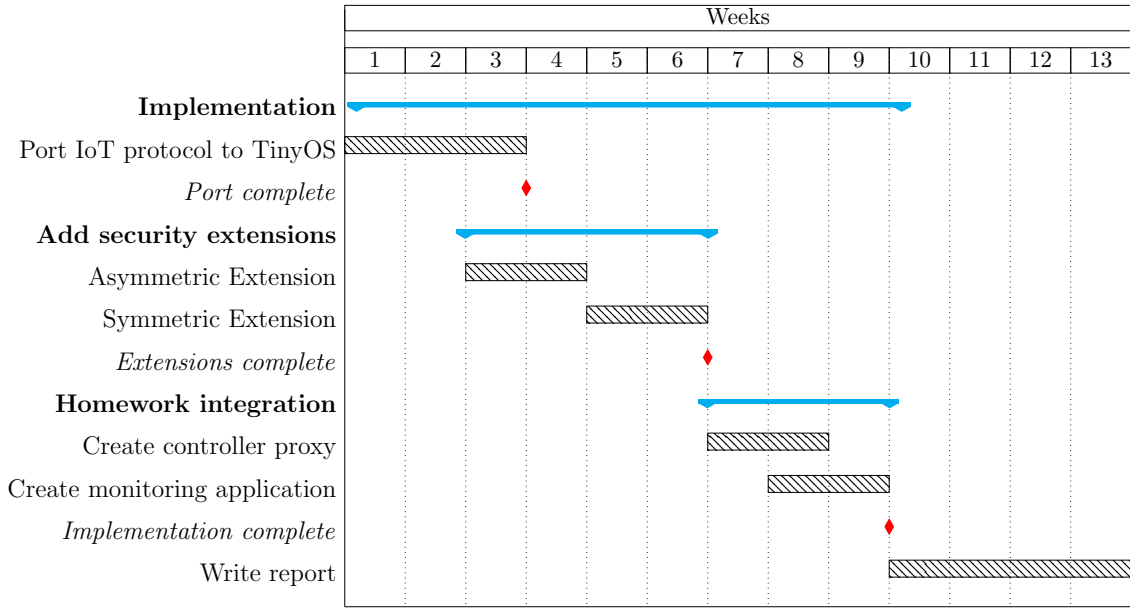 Weeks
1 2 3 4 5 6 7 8 9 10 11 12 13
Implementation
Port IoT protocol to TinyOS
Port complete
Add security extensions
Asymmetric Extension
Symmetric Extension
Extensions complete
Homework integration
Create controller proxy
Create monitoring application
Implementation complete
Write report